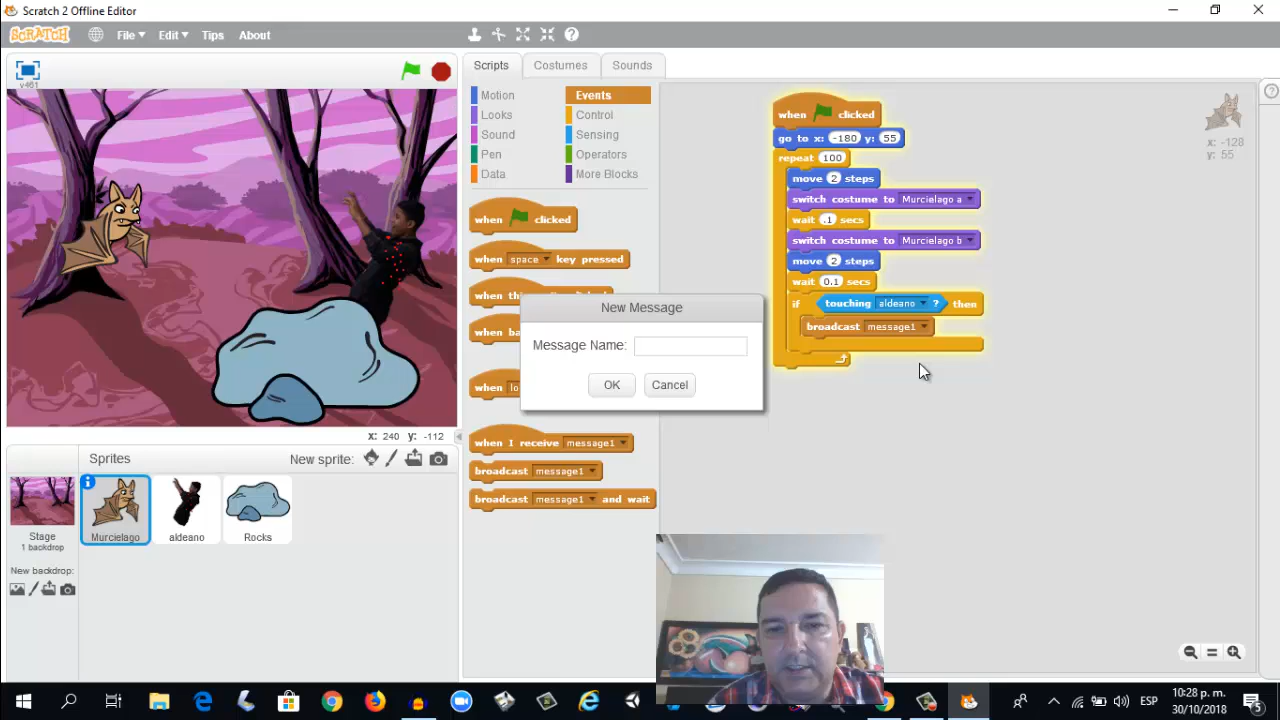 Scratch 2 Offline Editor
SCRATCH File Edit Tips About
v461
Scripts Costumes Sounds
Motion Events
Looks Control
Sound Sensing
Pen Operators
Data More Blocks
when clicked
when space key pressed
when I receive message1
broadcast message1
broadcast message1 and wait
New Message
Message Name:
OK Cancel
when clicked
go to x: -180 y: 55
repeat 100
move 2 steps
switch costume to Murcielago a
wait .1 secs
switch costume to Murcielago b
move 2 steps
wait 0.1 secs
if touching aldeano ? then
broadcast message1
x: -128
y: 55
x: 240 y: -112
Sprites New sprite:
Stage
1 backdrop
New backdrop:
Murcielago aldeano Rocks
ESP
10:28 p. m.
30/10/2018
5